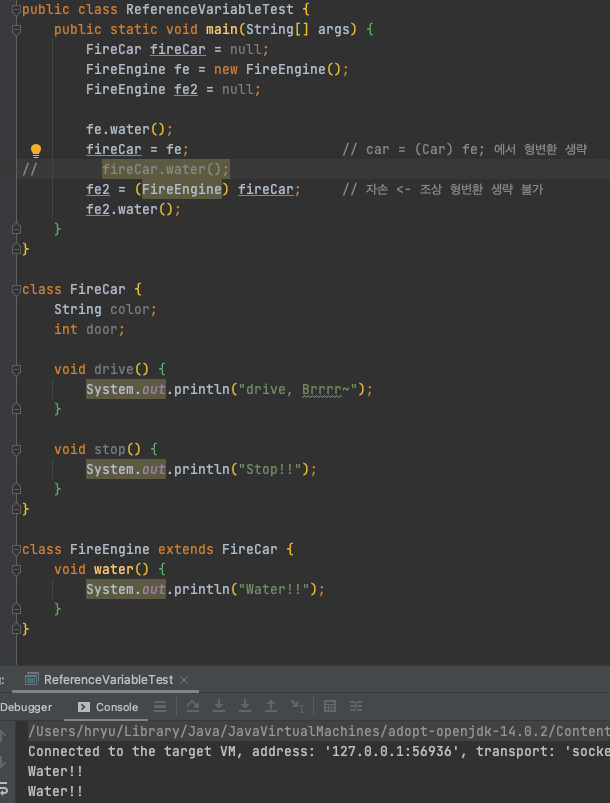 public class ReferenceVariableTest {
    public static void main(String[] args) {
        FireCar fireCar = null;
        FireEngine fe = new FireEngine();
        FireEngine fe2 = null;

        fe.water();
        fireCar = fe;                   // car = (Car) fe; 에서 형변환 생략
//        fireCar.water();
        fe2 = (FireEngine) fireCar;     // 자손 <- 조상 형변환 생략 불가
        fe2.water();
    }
}

class FireCar {
    String color;
    int door;

    void drive() {
        System.out.println("drive, Brrrr~");
    }

    void stop() {
        System.out.println("Stop!!");
    }
}

class FireEngine extends FireCar {
    void water() {
        System.out.println("Water!!");
    }
}
g: ReferenceVariableTest ×
Debugger Console
/Users/hryu/Library/Java/JavaVirtualMachines/adopt-openjdk-14.0.2/Content
Connected to the target VM, address: '127.0.0.1:56936', transport: 'socke
Water!!
Water!!